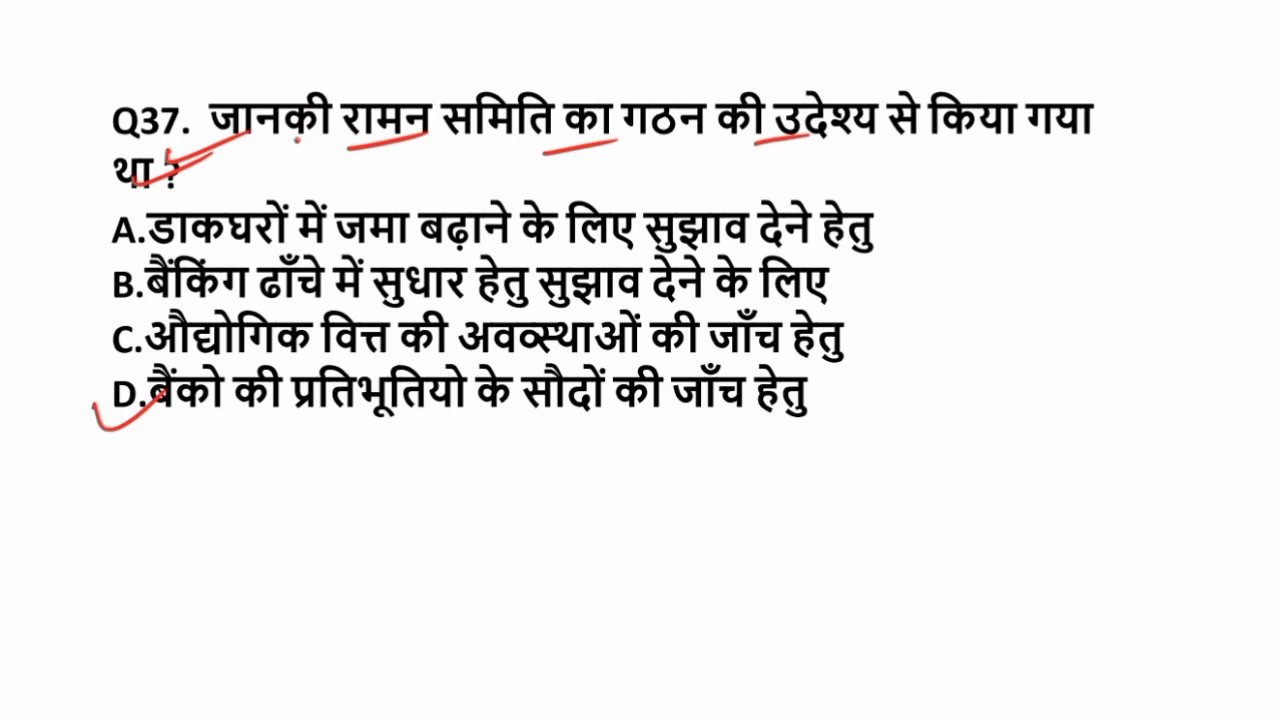 Q37. जानकी रामन समिति का गठन की उदेश्य से किया गया
था ?
A.डाकघरों में जमा बढ़ाने के लिए सुझाव देने हेतु
B.बैंकिंग ढाँचे में सुधार हेतु सुझाव देने के लिए
C.औद्योगिक वित्त की अवव्स्थाओं की जाँच हेतु
D.बैंको की प्रतिभूतियो के सौदों की जाँच हेतु